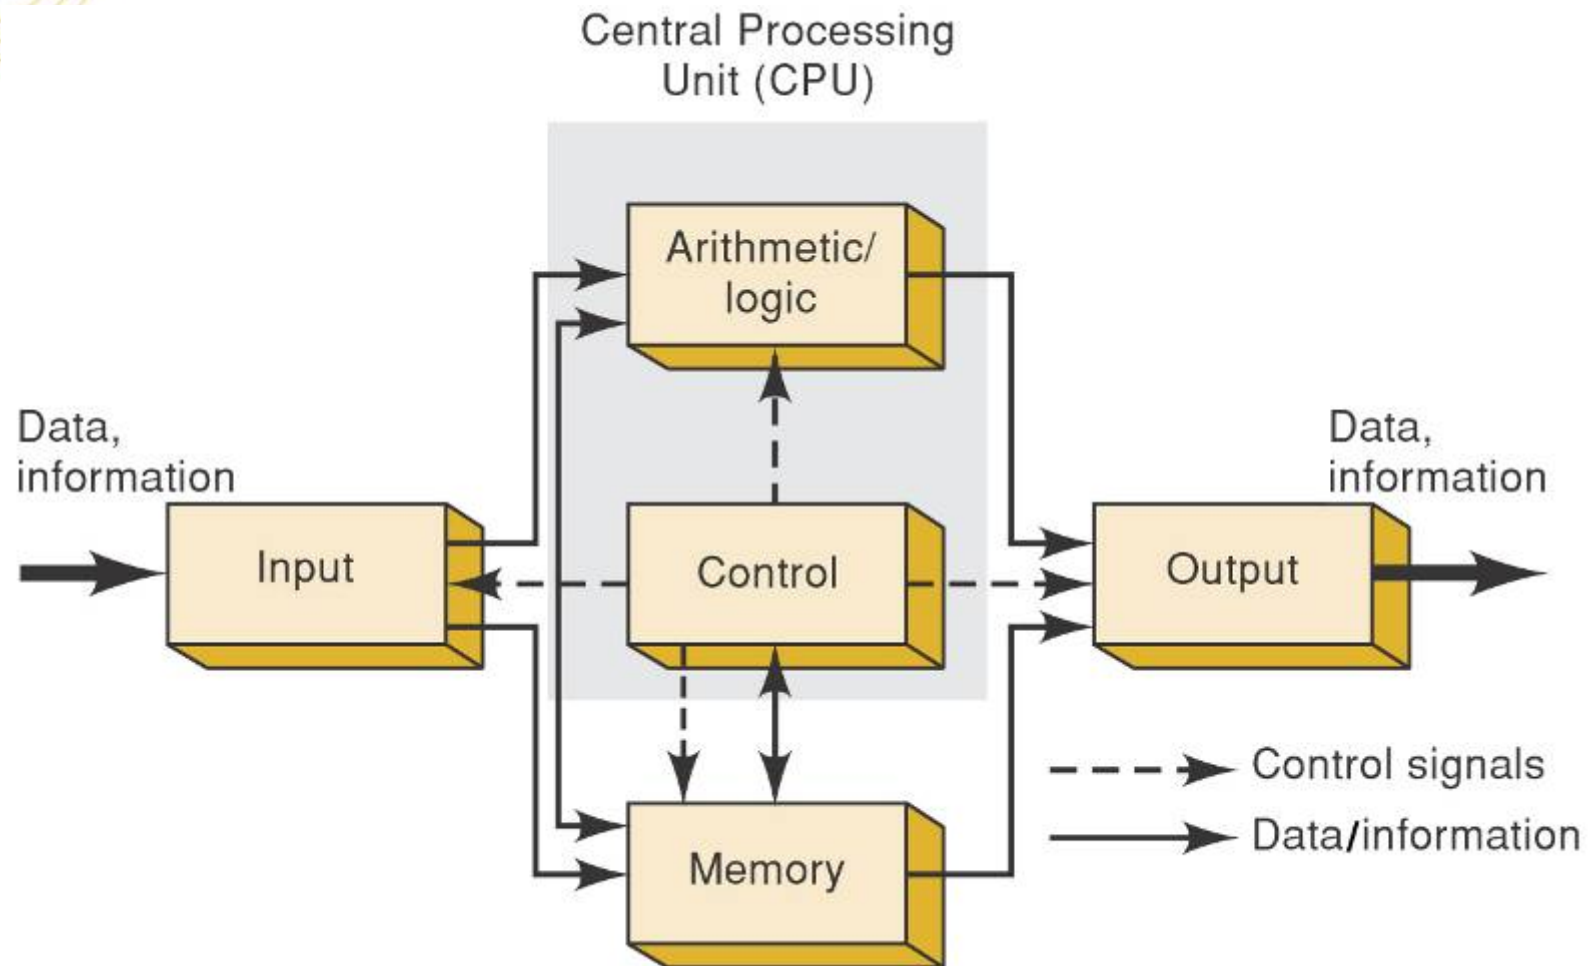 Central Processing
Unit (CPU)
Arithmetic/
logic
Data,
information
Input
Control
Data,
information
Output
Memory
Control signals
Data/information